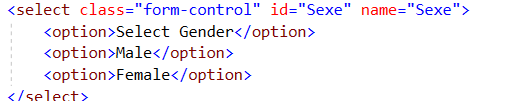 <select class="form-control" id="Sexe" name="Sexe">
    <option>Select Gender</option>
    <option>Male</option>
    <option>Female</option>
</select>